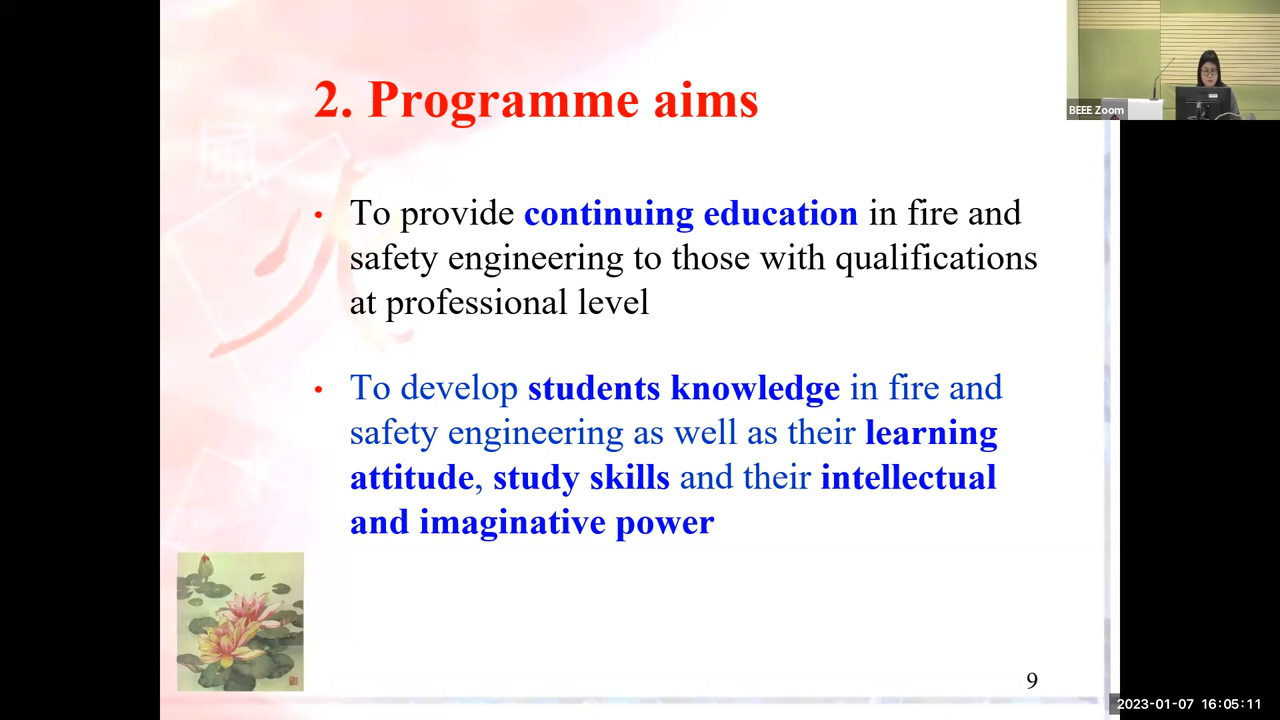 2. Programme aims
BEEE Zoom
• To provide continuing education in fire and
safety engineering to those with qualifications
at professional level
• To develop students knowledge in fire and
safety engineering as well as their learning
attitude, study skills and their intellectual
and imaginative power
9
2023-01-07 16:05:11